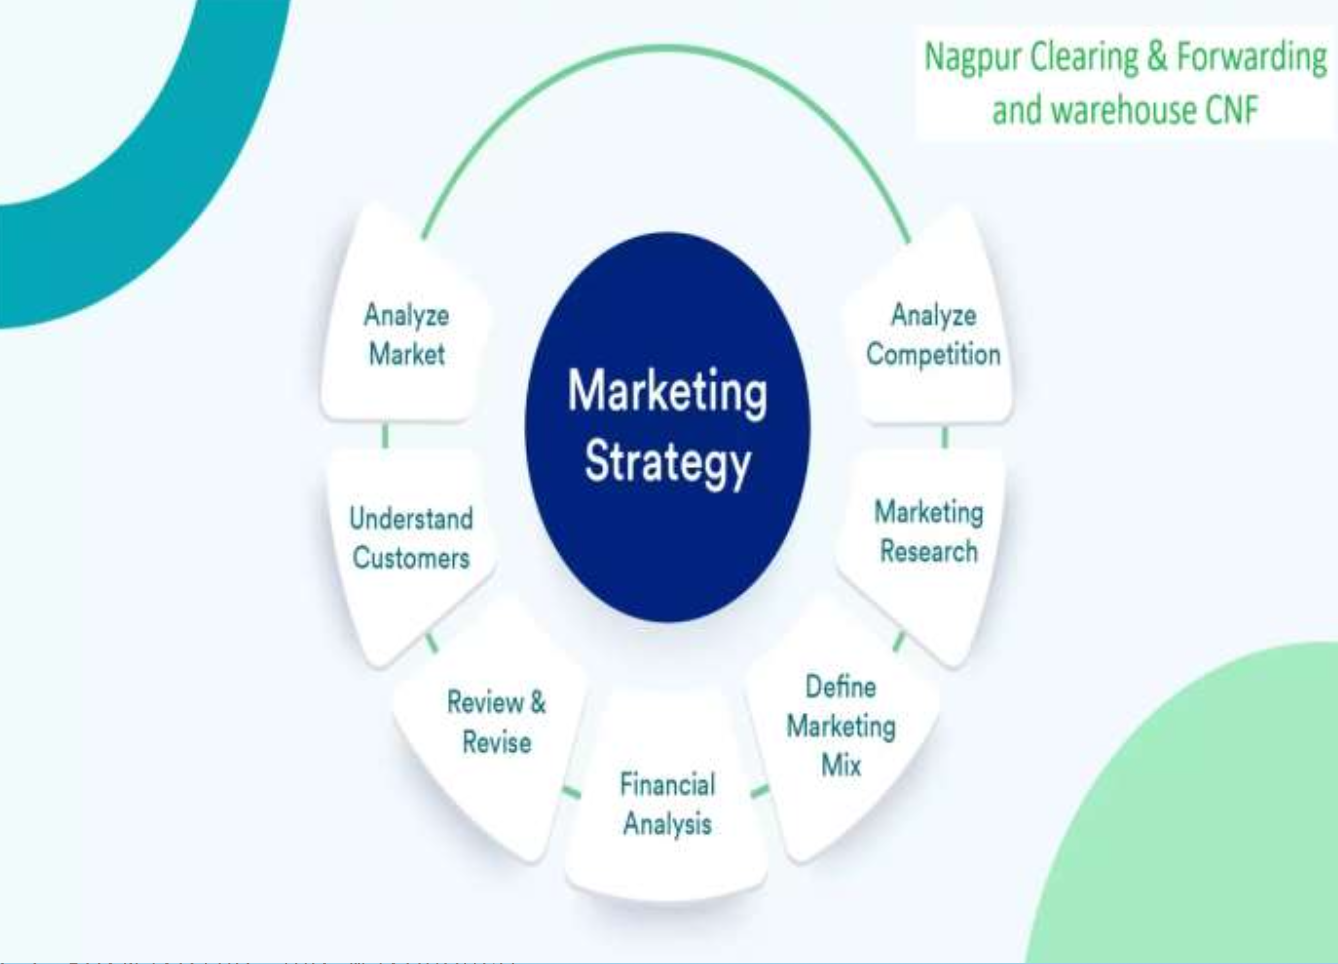 Nagpur Clearing & Forwarding
and warehouse CNF
Analyze
Market
Analyze
Competition
Marketing
Strategy
Understand
Customers
Marketing
Research
Review &
Revise
Define
Marketing
Mix
Financial
Analysis